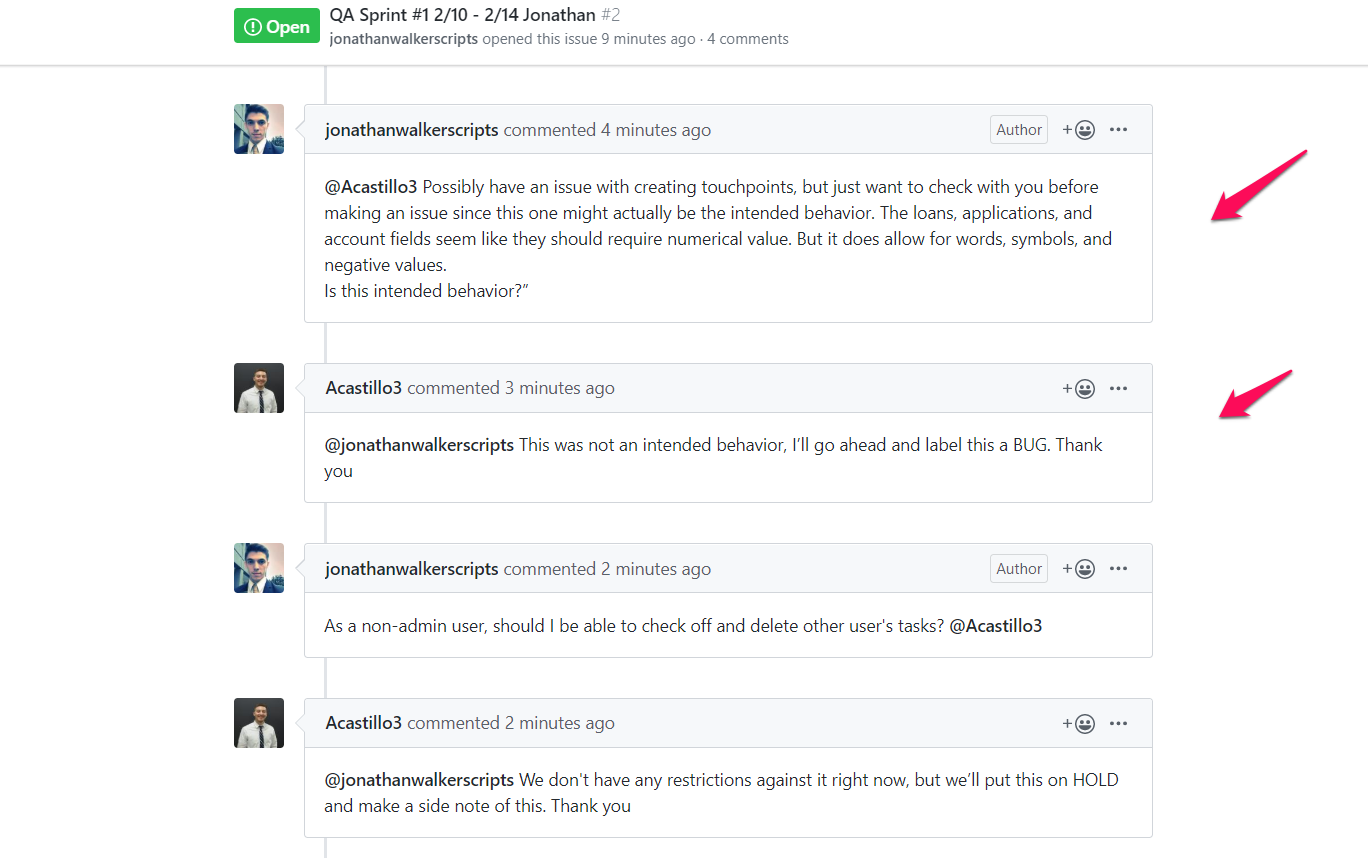 Open
QA Sprint #1 2/10 - 2/14 Jonathan #2
jonathanwalkerscripts opened this issue 9 minutes ago · 4 comments
jonathanwalkerscripts commented 4 minutes ago
Author
@Acastillo3 Possibly have an issue with creating touchpoints, but just want to check with you before
making an issue since this one might actually be the intended behavior. The loans, applications, and
account fields seem like they should require numerical value. But it does allow for words, symbols, and
negative values.
Is this intended behavior?”
Acastillo3 commented 3 minutes ago
@jonathanwalkerscripts This was not an intended behavior, I’ll go ahead and label this a BUG. Thank
you
jonathanwalkerscripts commented 2 minutes ago
Author
As a non-admin user, should I be able to check off and delete other user's tasks? @Acastillo3
Acastillo3 commented 2 minutes ago
@jonathanwalkerscripts We don't have any restrictions against it right now, but we’ll put this on HOLD
and make a side note of this. Thank you